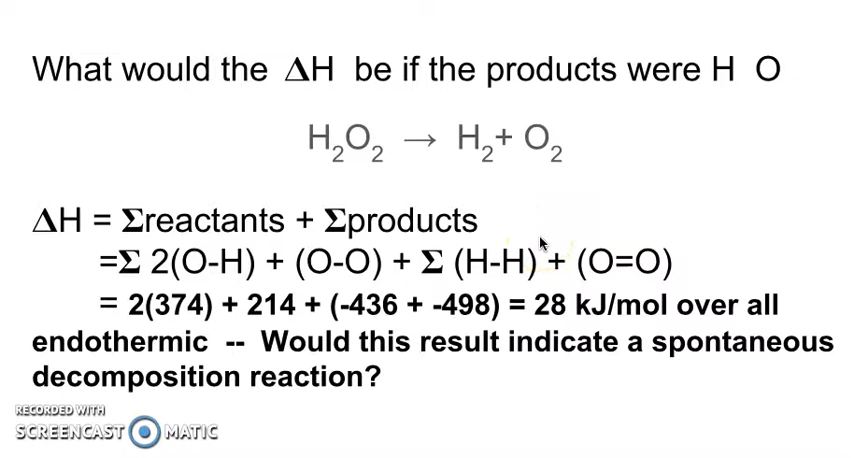 What would the ΔH be if the products were H O
H₂O₂ → H₂+ O₂
ΔH = Σreactants + Σproducts
=Σ 2(O-H) + (O-O) + Σ (H-H) + (O=O)
= 2(374) + 214 + (-436 + -498) = 28 kJ/mol over all
endothermic -- Would this result indicate a spontaneous
decomposition reaction?
RECORDED WITH
SCREENCAST MATIC